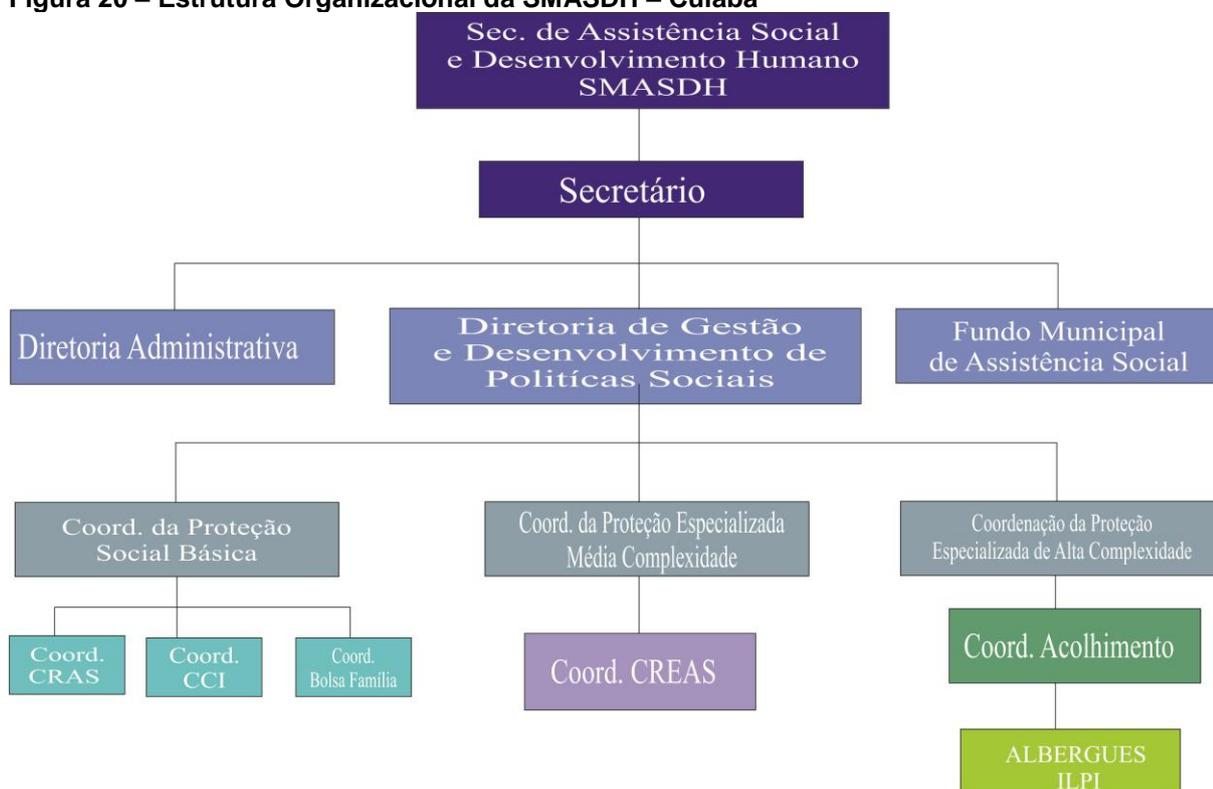 Figura 20 – Estrutura Organizacional da SMASDH – Cuiabá
Sec. de Assistência Social
e Desenvolvimento Humano
SMASDH
Secretário
Diretoria Administrativa
Diretoria de Gestão
e Desenvolvimento de
Politícas Sociais
Fundo Municipal
de Assistência Social
Coord. da Proteção
Social Básica
Coord. da Proteção Especializada
Média Complexidade
Coordenação da Proteção
Especializada de Alta Complexidade
Coord.
CRAS
Coord.
CCI
Coord.
Bolsa Família
Coord. CREAS
Coord. Acolhimento
ALBERGUES
ILPI